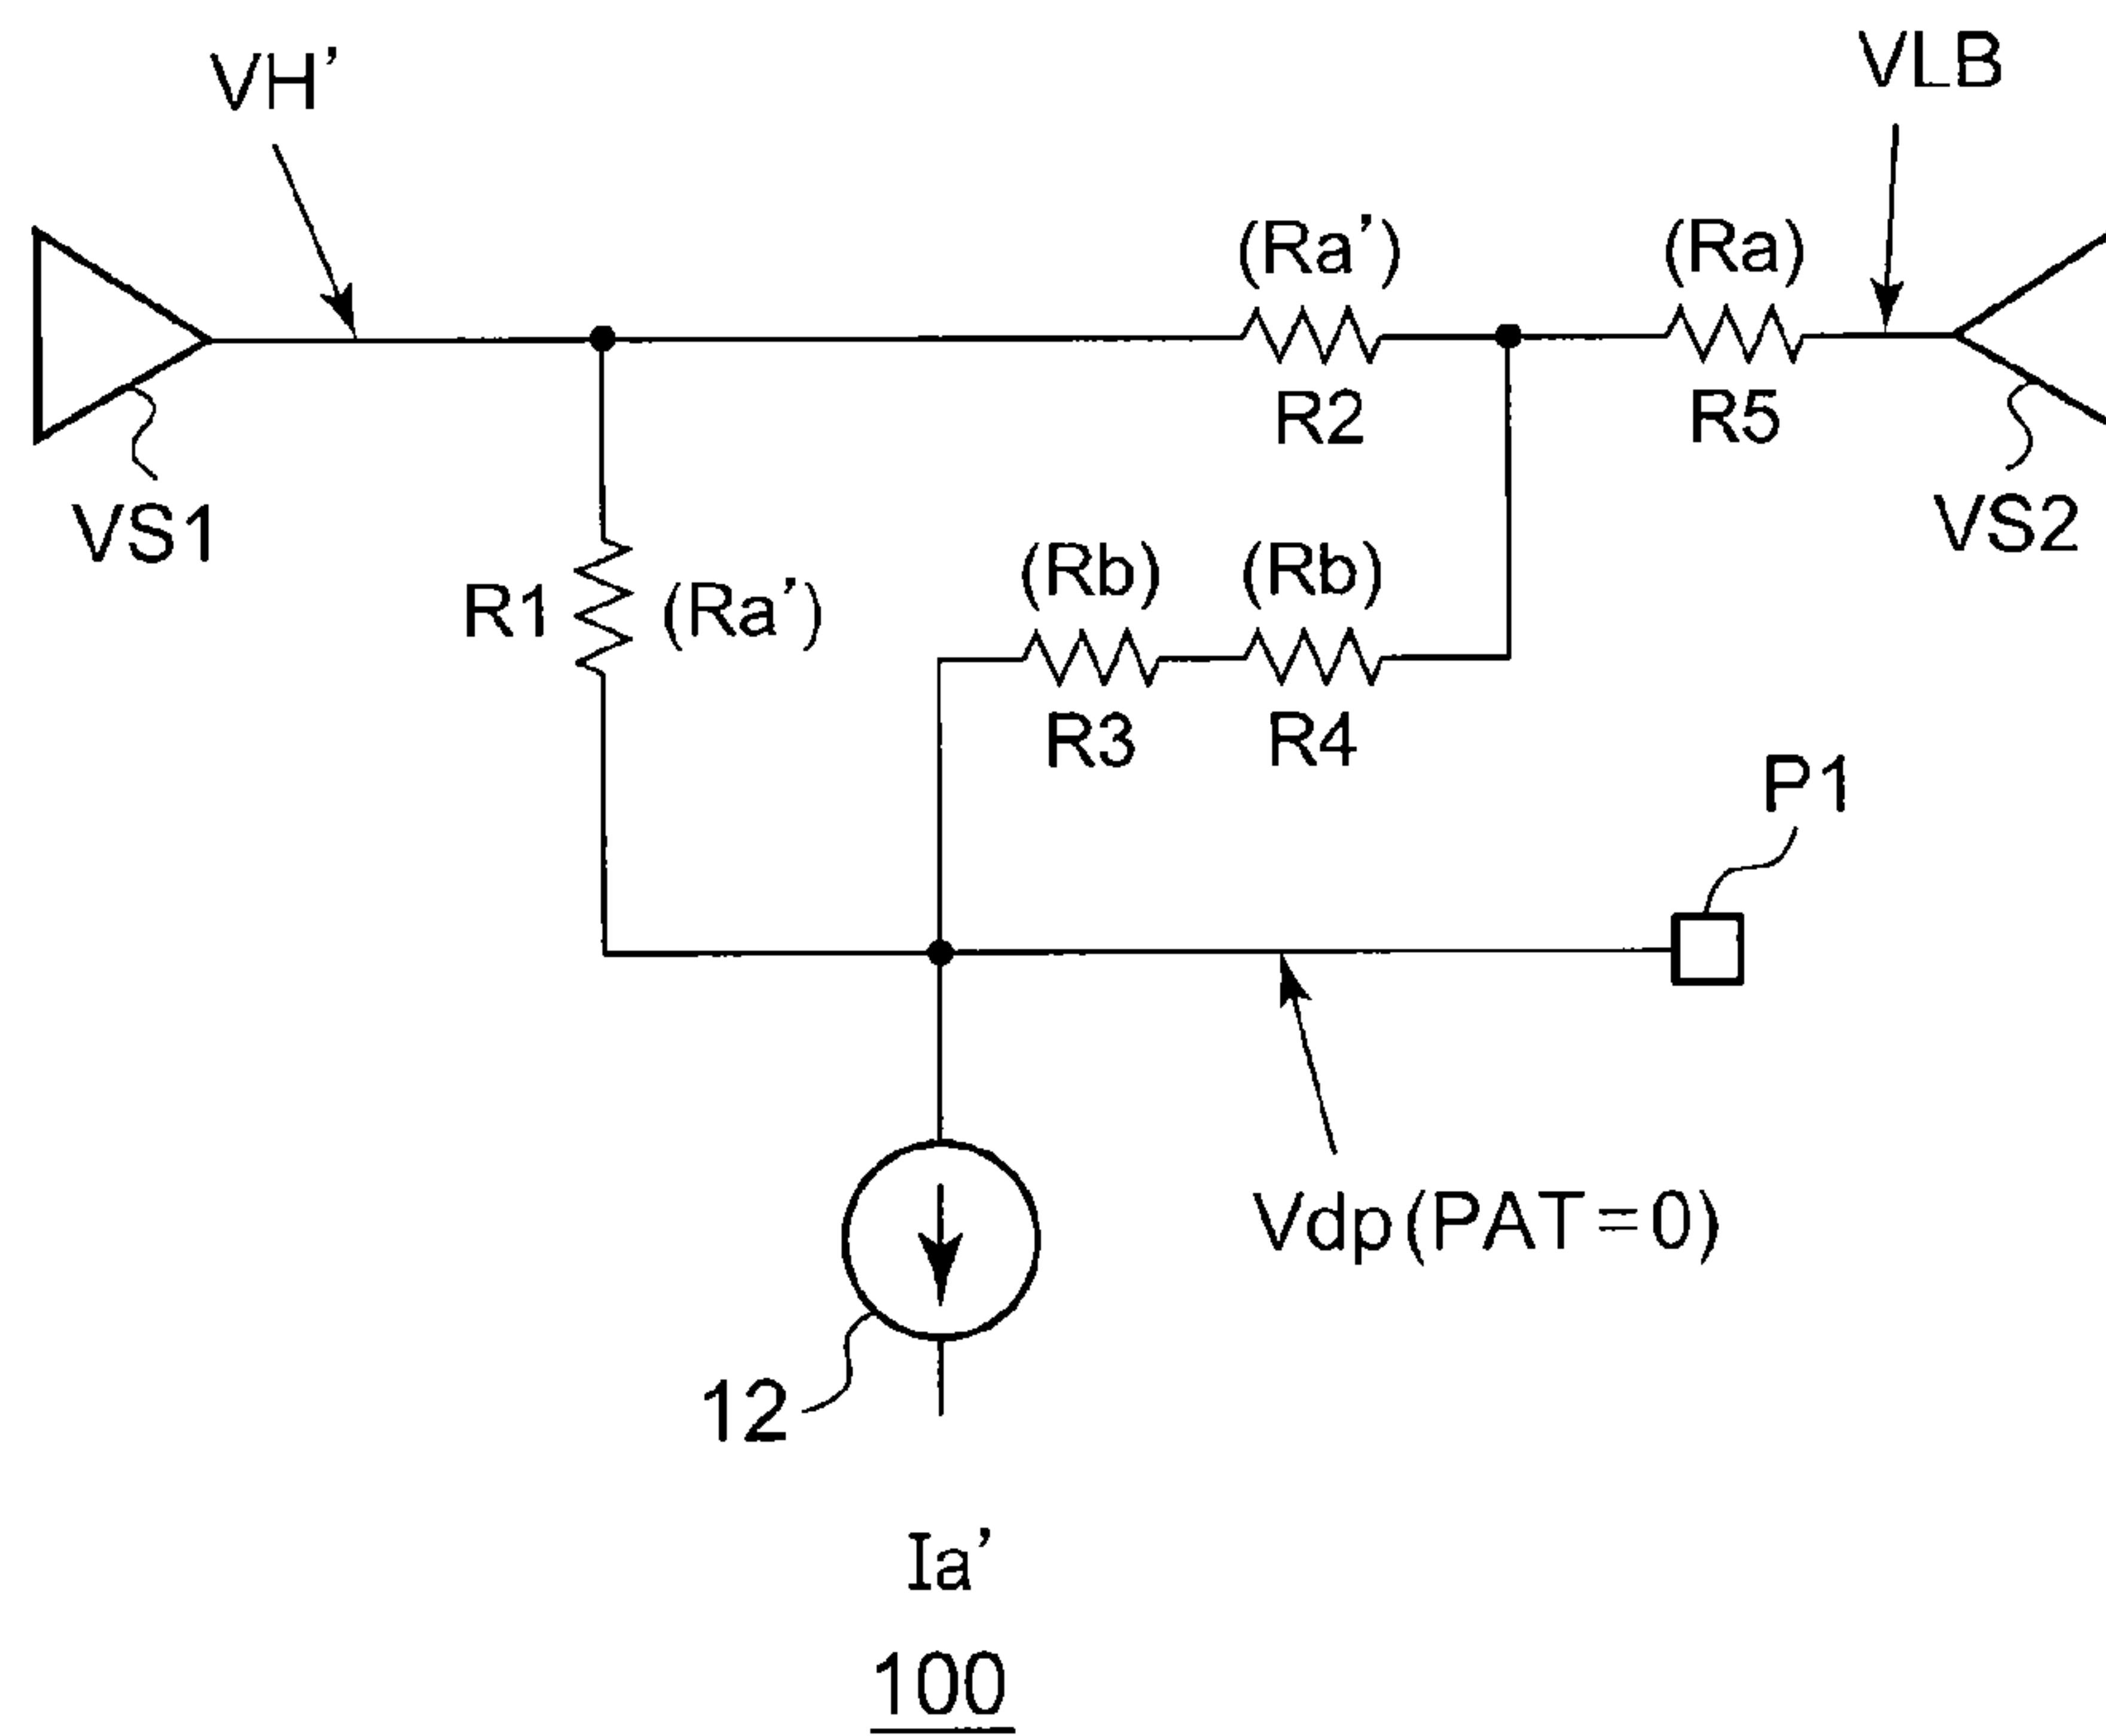 VH’
VLB
(Ra’)
(Ra)
R2
R5
VS1
VS2
(Rb)
(Rb)
R1
(Ra’)
R3
R4
P1
Vdp(PAT=0)
12
Ia’
100